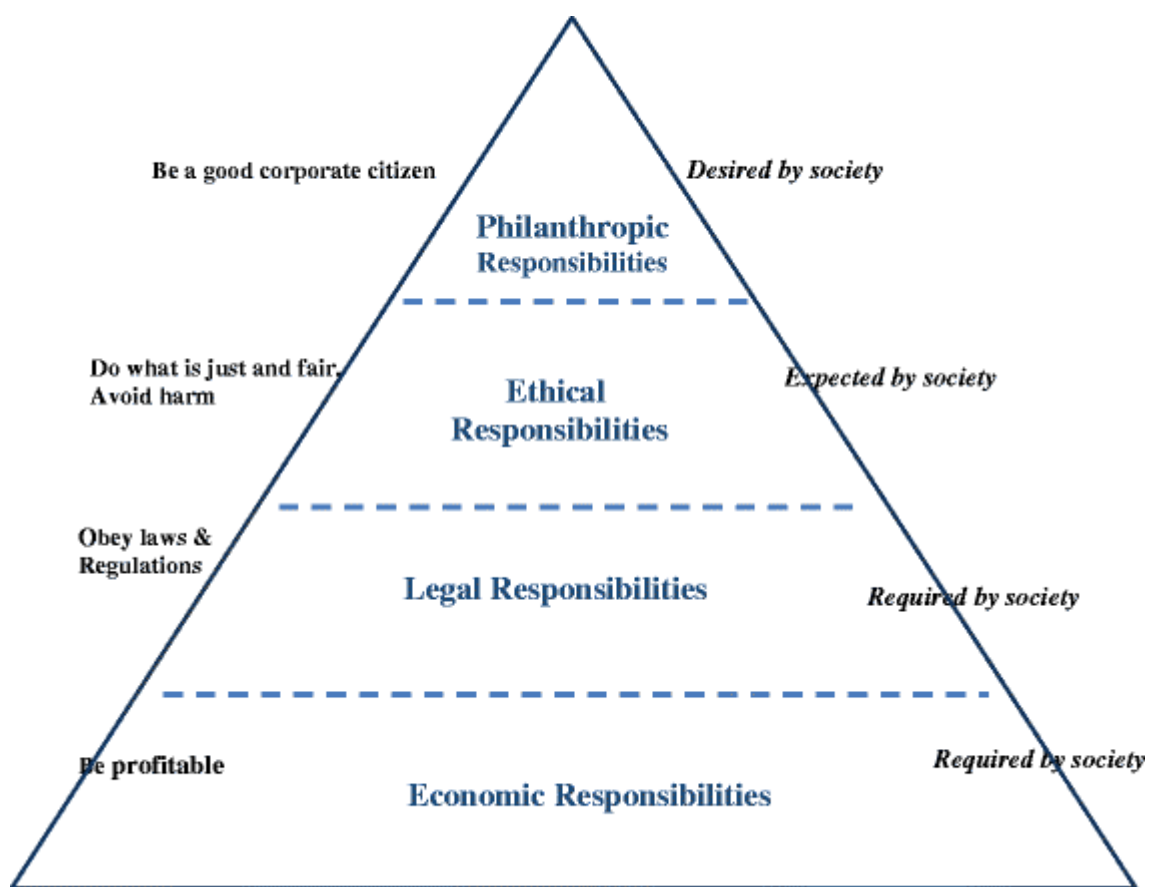 Be a good corporate citizen
Desired by society
Philanthropic
Responsibilities
Do what is just and fair,
Avoid harm
Expected by society
Ethical
Responsibilities
Obey laws &
Regulations
Legal Responsibilities
Required by society
Be profitable
Required by society
Economic Responsibilities